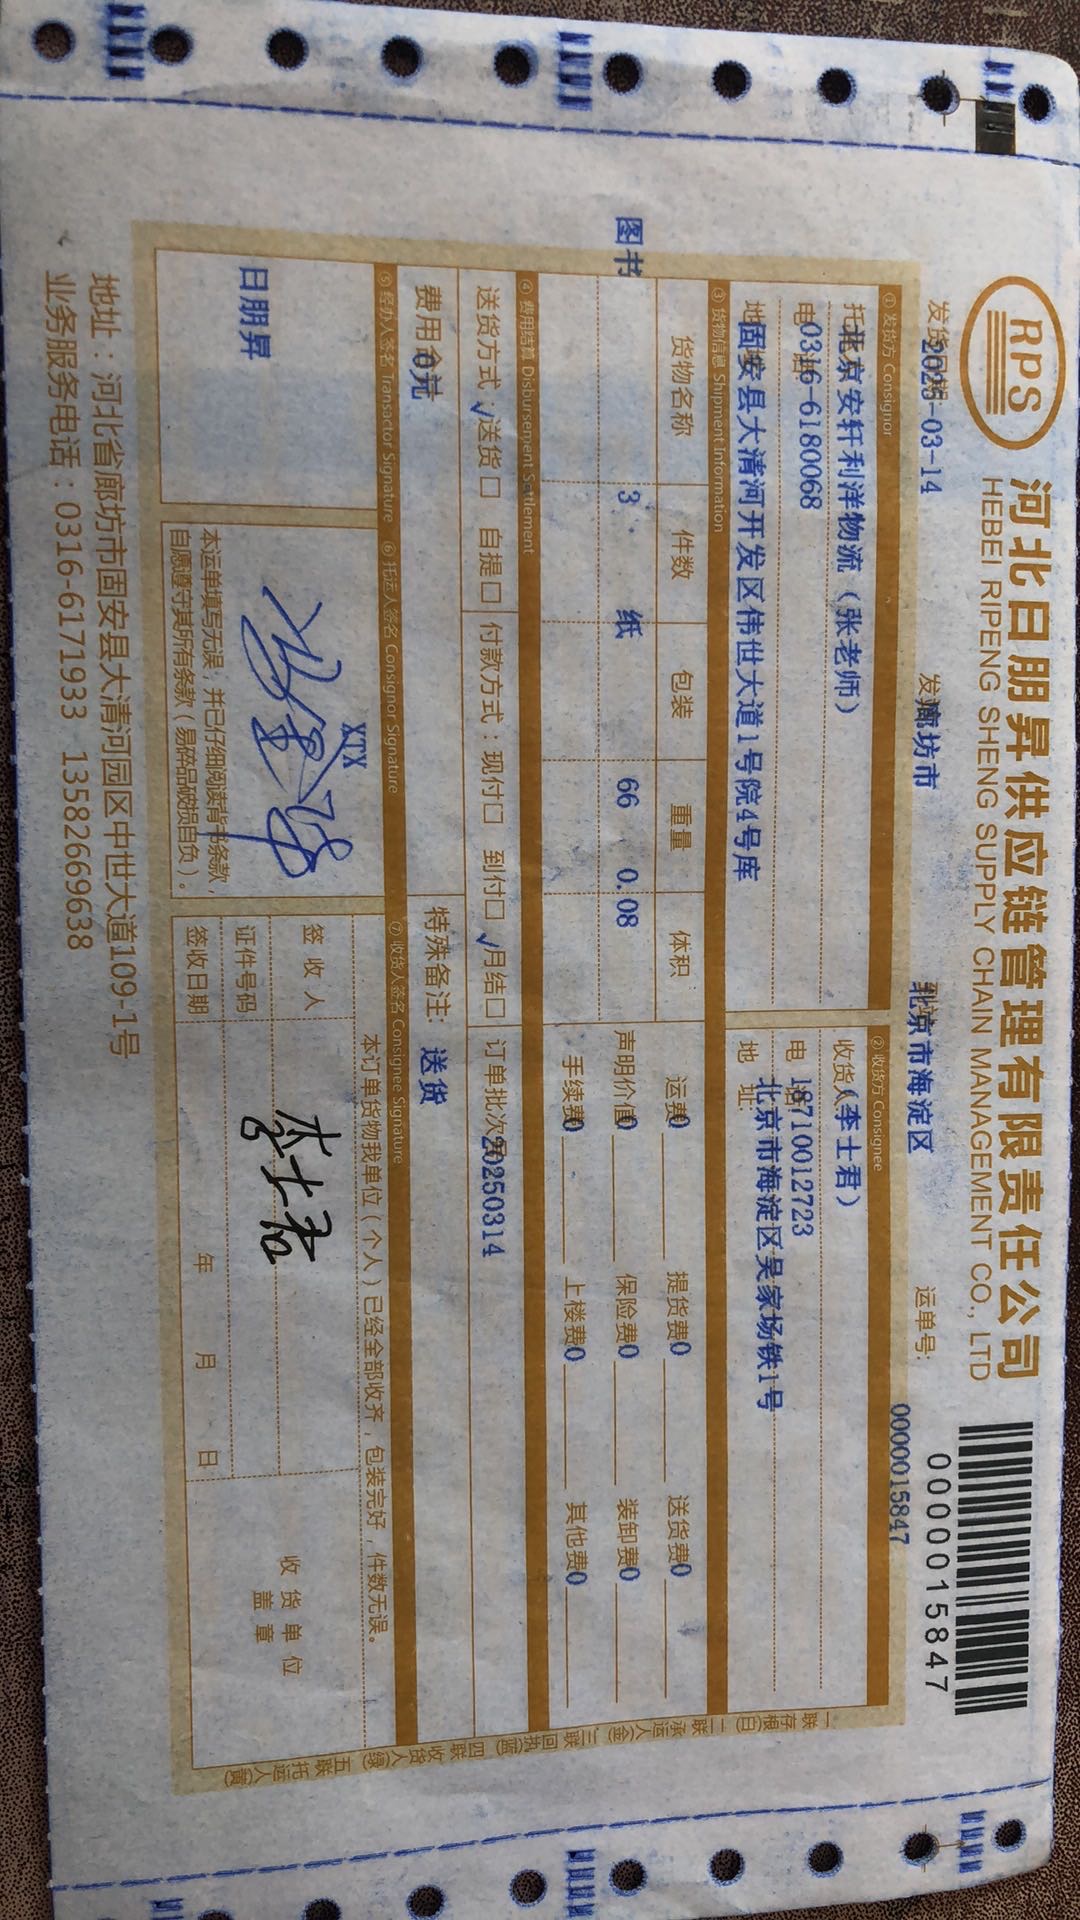 RPS
河北日朋昇供应链管理有限责任公司
HEBEI RIPENG SHENG SUPPLY CHAIN MANAGEMENT CO., LTD
0000015847
发货日期:2025-03-14 发站:廊坊市 到站:北京市海淀区 运单号: 0000015847
① 发货方 Consignor
托运人:北京安轩利洋物流（张老师）
电话:0316-6180068
地址:固安县大清河开发区伟世大道1号院4号库
② 收货方 Consignee
收货人:（李士君）
电话:18710012723
地址:北京市海淀区吴家场铁1号
③ 货物信息 Shipment Information
货物名称 件数 包装 重量 体积
图书 3 . 纸 66 0.08
运费0 提货费0 送货费0
声明价值0 保险费0 装卸费0
手续费0 上楼费0 其他费0
④ 费用结算 Disbursement Settlement
送货方式:√送货□ 自提□ 付款方式:现付□ 到付□ √月结□ 订单批次号20250314
费用合计0元 特殊备注: 送货
⑤ 经办人签名 Transactor Signature
日朋昇
⑥ 托运人签名 Consignor Signature
XTX
本运单填写无误,并已仔细阅读背书条款,
自愿遵守其所有条款(易碎品破损自负)。
⑦ 收货人签名 Consignee Signature
本订单货物我单位(个人)已经全部收齐,包装完好,件数无误。
签收人 李士君
证件号码
签收日期 年 月 日
收货单位
盖章
一联存根(白) 二联承运人(金) 三联回执(蓝) 四联收货人(绿) 五联托运人(黄)
地址:河北省廊坊市固安县大清河园区中世大道109-1号
业务服务电话:0316-6171933 13582669638